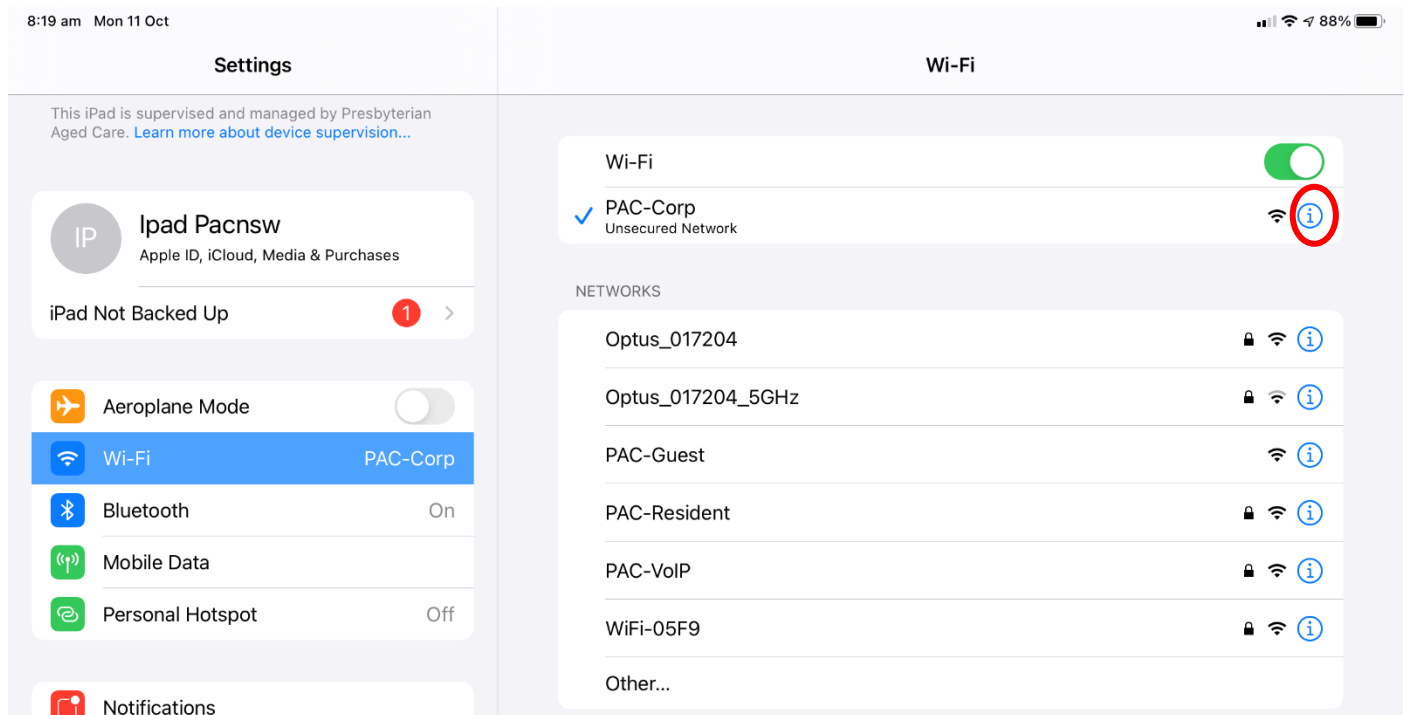 8:19 am Mon 11 Oct
88%
Settings
Wi-Fi
This iPad is supervised and managed by Presbyterian
Aged Care. Learn more about device supervision...
IP
Ipad Pacnsw
Apple ID, iCloud, Media & Purchases
iPad Not Backed Up 1
Aeroplane Mode
Wi-Fi PAC-Corp
Bluetooth On
Mobile Data
Personal Hotspot Off
Notifications
Wi-Fi
PAC-Corp
Unsecured Network
NETWORKS
Optus_017204
Optus_017204_5GHz
PAC-Guest
PAC-Resident
PAC-VoIP
WiFi-05F9
Other...